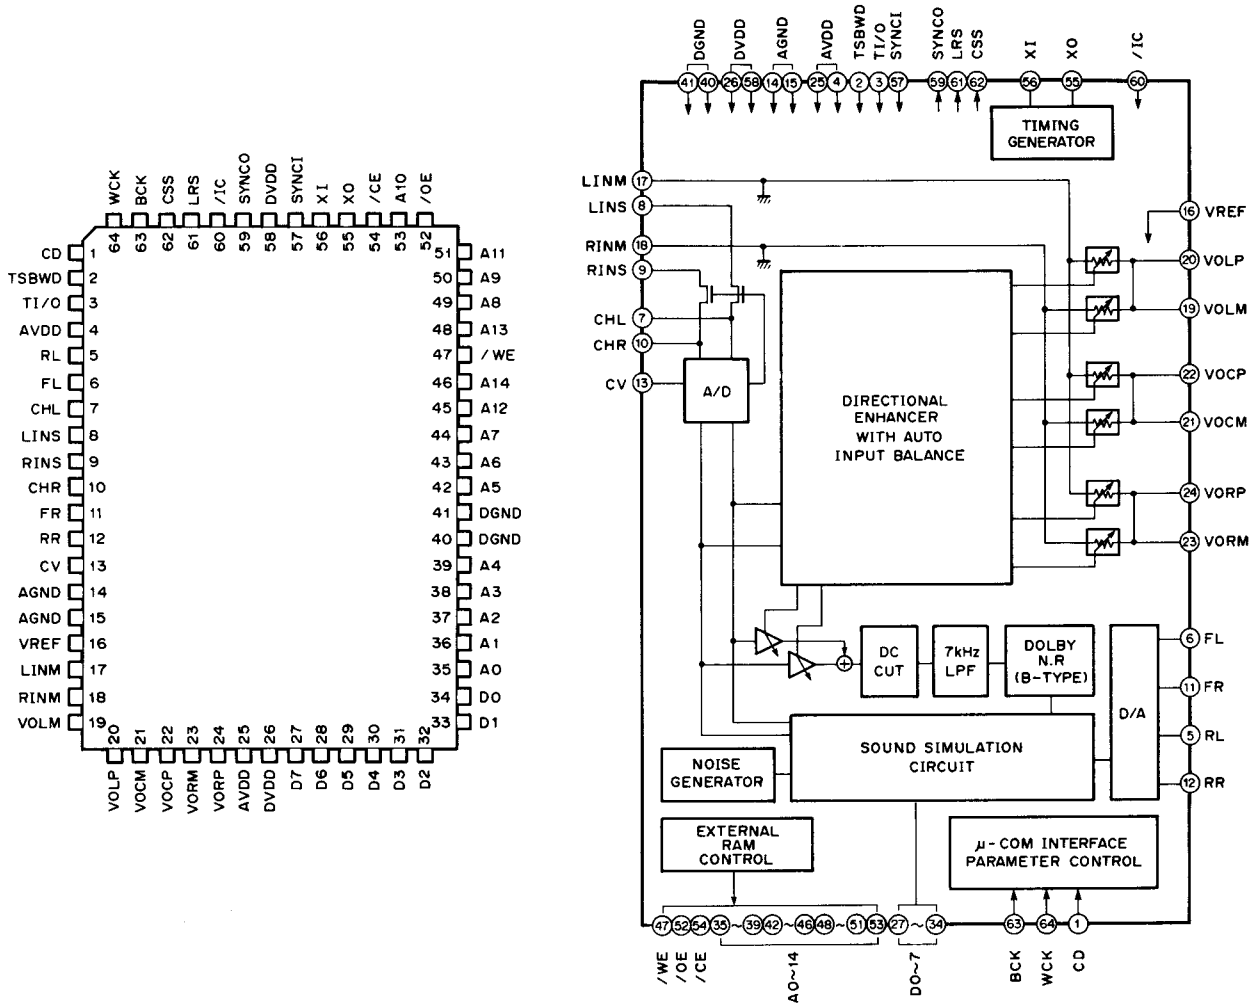 WCK BCK CSS LRS /IC SYNCO DVDD SYNCI XI XO /CE A10 /OE
64 63 62 61 60 59 58 57 56 55 54 53 52
CD 1 51 A11
TSBWD 2 50 A9
TI/O 3 49 A8
AVDD 4 48 A13
RL 5 47 /WE
FL 6 46 A14
CHL 7 45 A12
LINS 8 44 A7
RINS 9 43 A6
CHR 10 42 A5
FR 11 41 DGND
RR 12 40 DGND
CV 13 39 A4
AGND 14 38 A3
AGND 15 37 A2
VREF 16 36 A1
LINM 17 35 A0
RINM 18 34 D0
VOLM 19 33 D1
20 21 22 23 24 25 26 27 28 29 30 31 32
VOLP VOCM VOCP VORM VORP AVDD DVDD D7 D6 D5 D4 D3 D2
DGND DVDD AGND AVDD TSBWD TI/O SYNCI SYNCO LRS CSS XI XO /IC
41 40 26 58 14 15 25 4 2 3 57 59 61 62 56 55 60
TIMING
GENERATOR
LINM 17
LINS 8
RINM 18
RINS 9
CHL 7
CHR 10
CV 13
A/D
DIRECTIONAL
ENHANCER
WITH AUTO
INPUT BALANCE
16 VREF
20 VOLP
19 VOLM
22 VOCP
21 VOCM
24 VORP
23 VORM
+
DC
CUT
7kHz
LPF
DOLBY
N.R
(B-TYPE)
D/A
6 FL
11 FR
5 RL
12 RR
SOUND SIMULATION
CIRCUIT
NOISE
GENERATOR
EXTERNAL
RAM
CONTROL
μ-COM INTERFACE
PARAMETER CONTROL
47 52 54 35 ~ 39 42 ~ 46 48 ~ 51 53 27 ~ 34 63 64 1
/WE /OE /CE A0~14 D0~7 BCK WCK CD